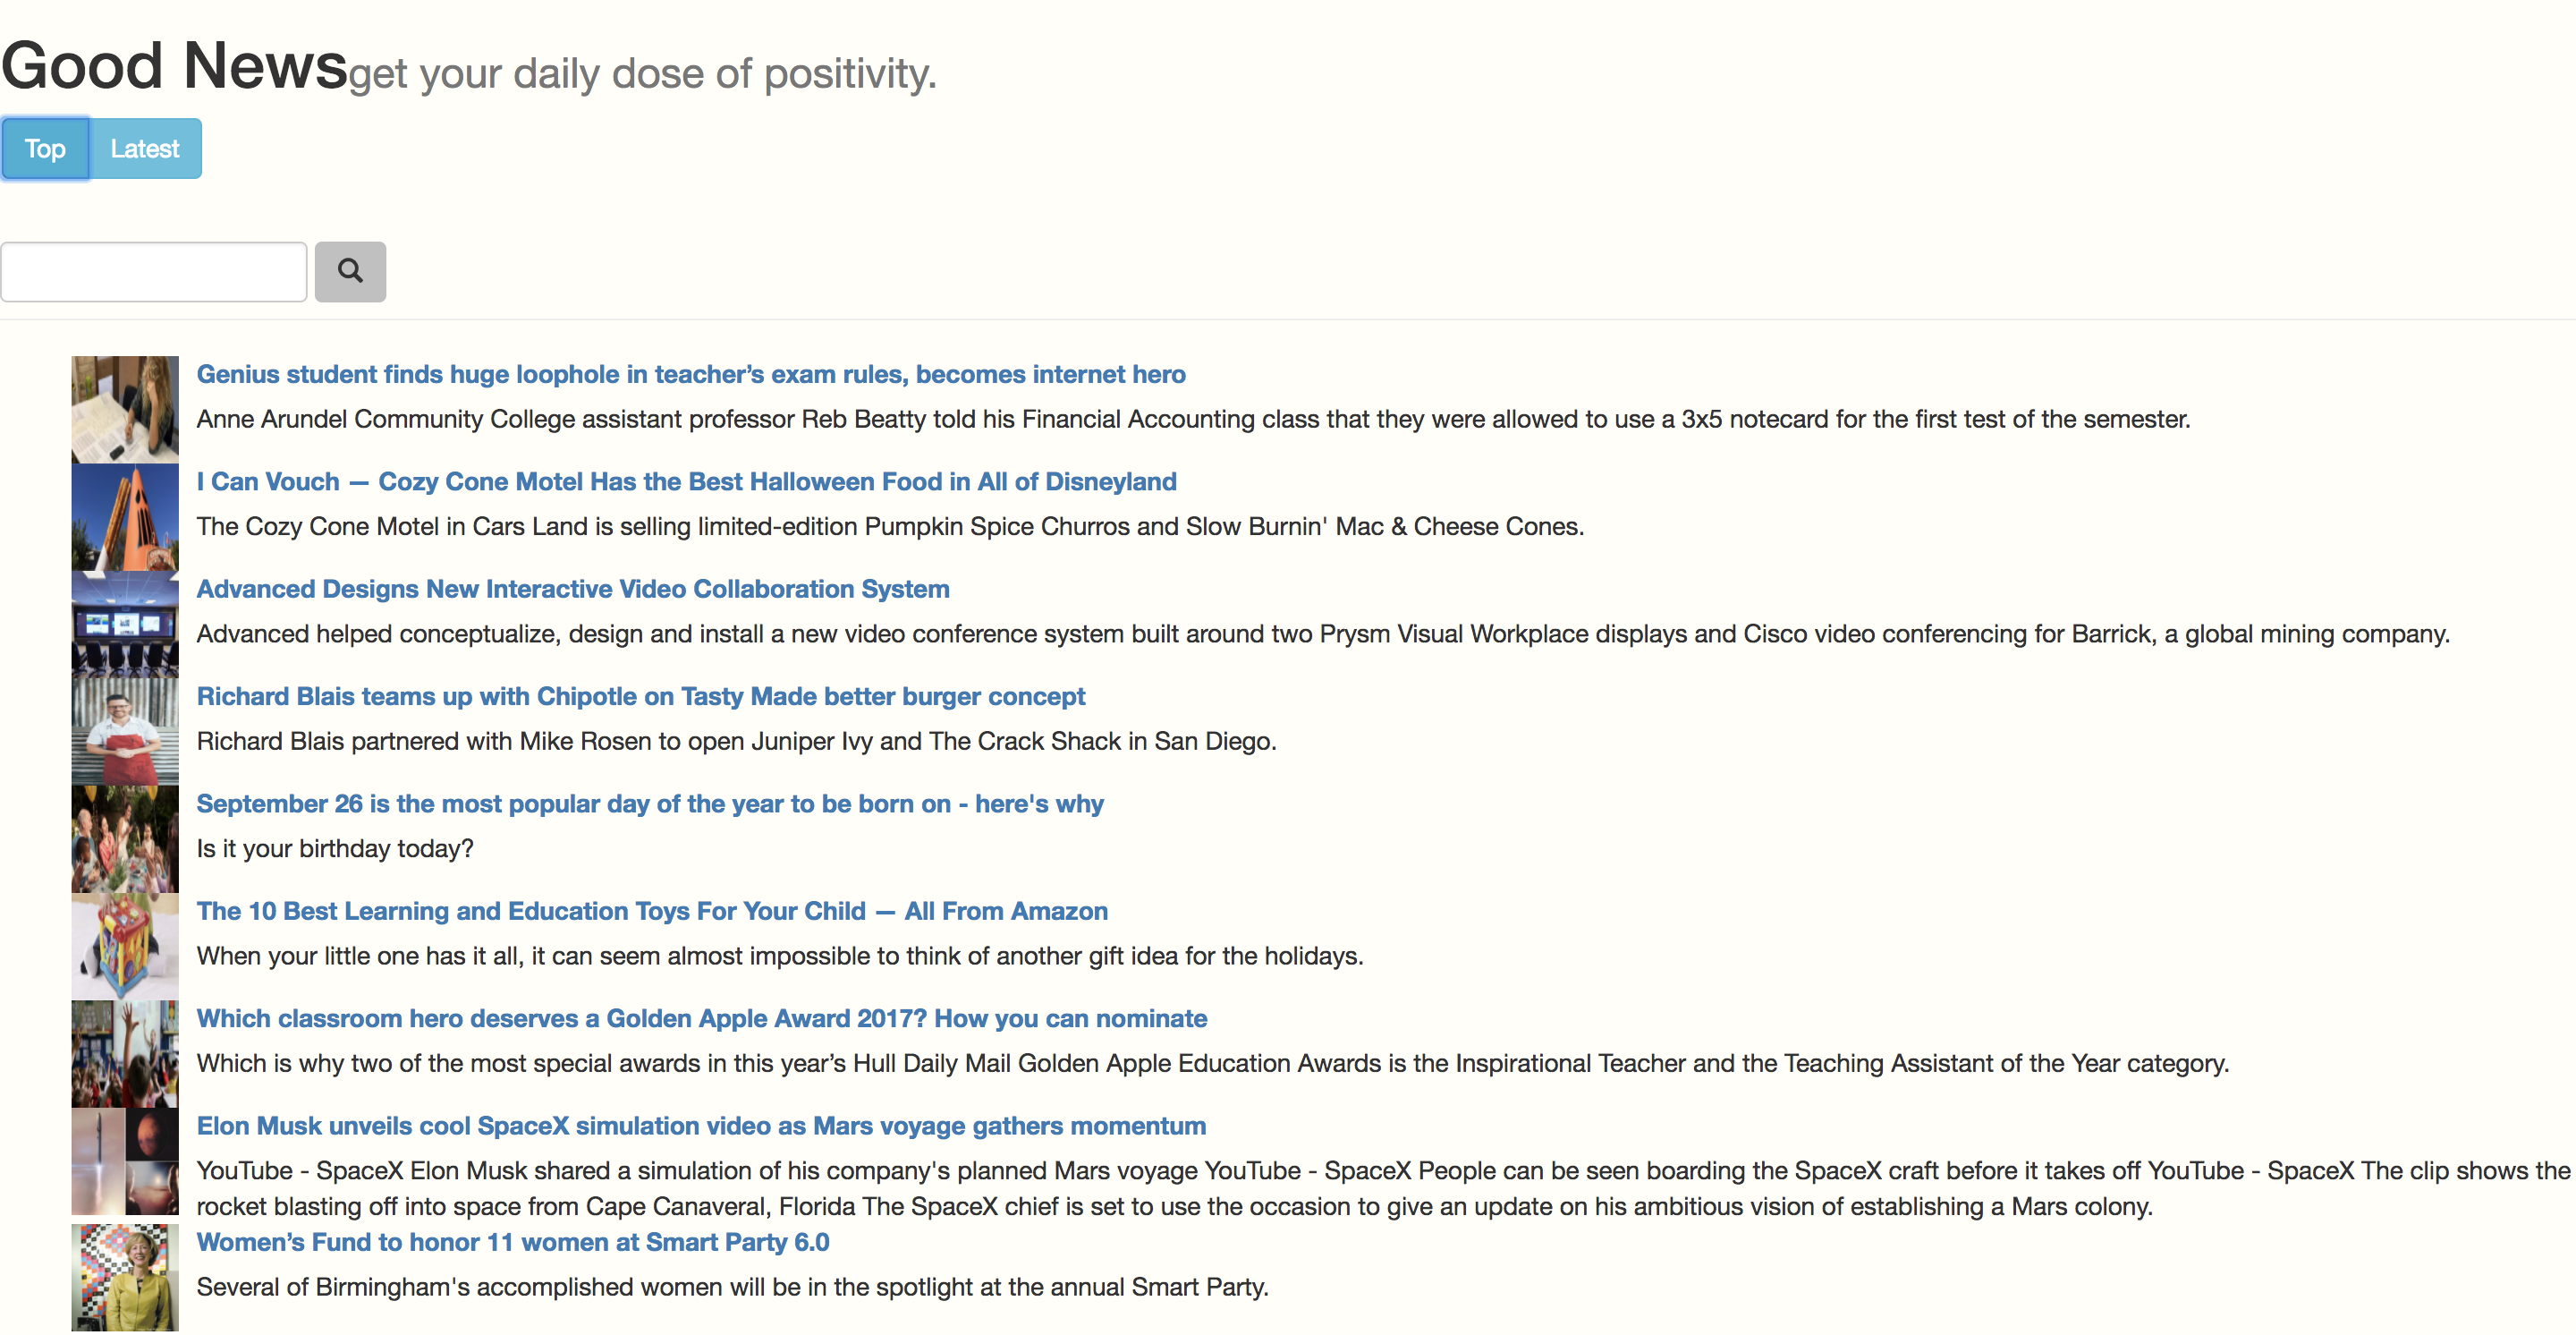 Good News get your daily dose of positivity.
Top Latest
Genius student finds huge loophole in teacher’s exam rules, becomes internet hero
Anne Arundel Community College assistant professor Reb Beatty told his Financial Accounting class that they were allowed to use a 3x5 notecard for the first test of the semester.
I Can Vouch — Cozy Cone Motel Has the Best Halloween Food in All of Disneyland
The Cozy Cone Motel in Cars Land is selling limited-edition Pumpkin Spice Churros and Slow Burnin' Mac & Cheese Cones.
Advanced Designs New Interactive Video Collaboration System
Advanced helped conceptualize, design and install a new video conference system built around two Prysm Visual Workplace displays and Cisco video conferencing for Barrick, a global mining company.
Richard Blais teams up with Chipotle on Tasty Made better burger concept
Richard Blais partnered with Mike Rosen to open Juniper Ivy and The Crack Shack in San Diego.
September 26 is the most popular day of the year to be born on - here's why
Is it your birthday today?
The 10 Best Learning and Education Toys For Your Child — All From Amazon
When your little one has it all, it can seem almost impossible to think of another gift idea for the holidays.
Which classroom hero deserves a Golden Apple Award 2017? How you can nominate
Which is why two of the most special awards in this year’s Hull Daily Mail Golden Apple Education Awards is the Inspirational Teacher and the Teaching Assistant of the Year category.
Elon Musk unveils cool SpaceX simulation video as Mars voyage gathers momentum
YouTube - SpaceX Elon Musk shared a simulation of his company's planned Mars voyage YouTube - SpaceX People can be seen boarding the SpaceX craft before it takes off YouTube - SpaceX The clip shows the
rocket blasting off into space from Cape Canaveral, Florida The SpaceX chief is set to use the occasion to give an update on his ambitious vision of establishing a Mars colony.
Women’s Fund to honor 11 women at Smart Party 6.0
Several of Birmingham's accomplished women will be in the spotlight at the annual Smart Party.